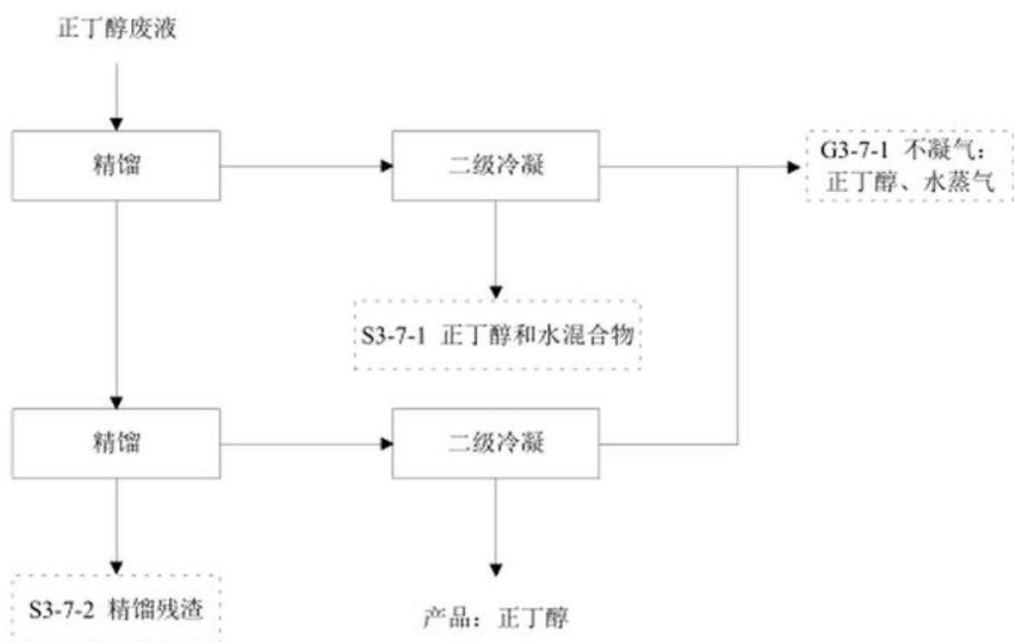 正丁醇废液
精馏
二级冷凝
G3-7-1 不凝气：
正丁醇、水蒸气
S3-7-1 正丁醇和水混合物
精馏
二级冷凝
S3-7-2 精馏残渣
产品：正丁醇